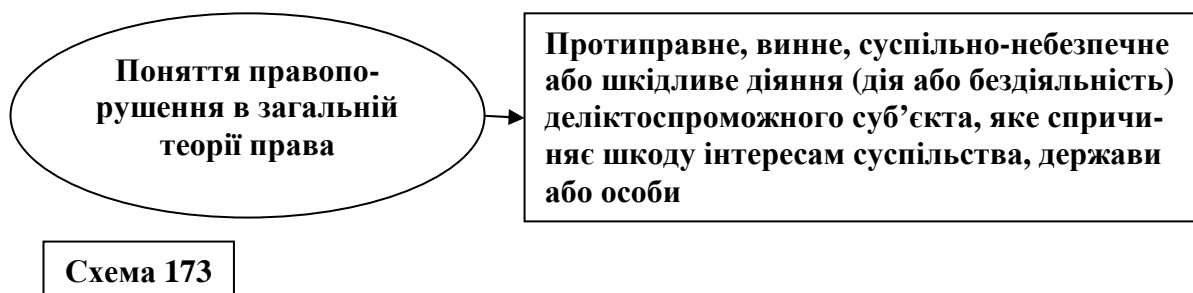 Поняття правопо-
рушення в загальній
теорії права
Протиправне, винне, суспільно-небезпечне
або шкідливе діяння (дія або бездіяльність)
деліктоспроможного суб’єкта, яке спричи-
няє шкоду інтересам суспільства, держави
або особи
Схема 173